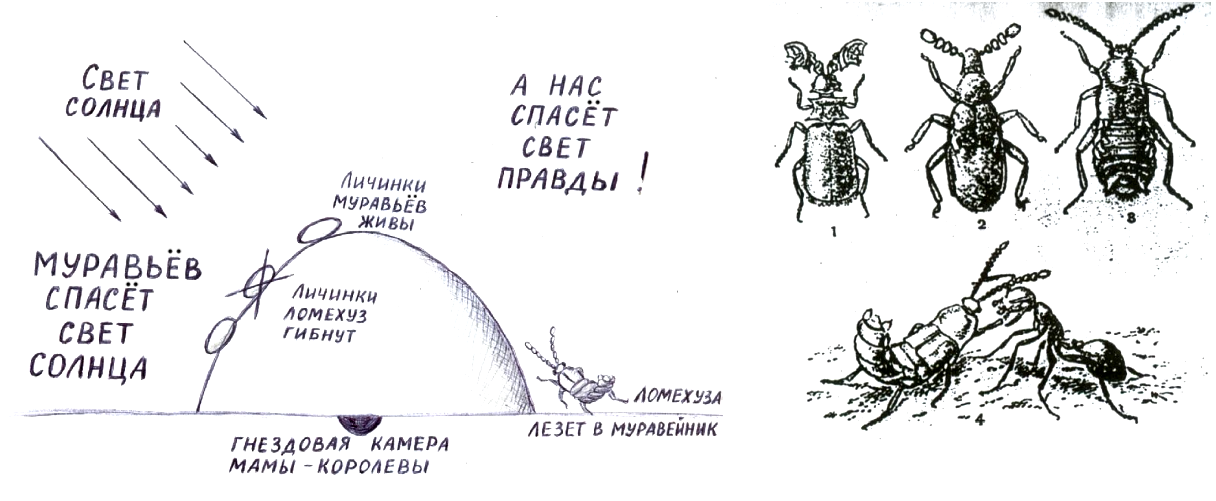 СВЕТ
СОЛНЦА
А НАС
СПАСЁТ
СВЕТ
ПРАВДЫ !
ЛИЧИНКИ
МУРАВЬЁВ
ЖИВЫ
МУРАВЬЁВ
СПАСЁТ
СВЕТ
СОЛНЦА
ЛИЧИНКИ
ЛОМЕХУЗ
ГИБНУТ
ЛОМЕХУЗА
ЛЕЗЕТ В МУРАВЕЙНИК
ГНЕЗДОВАЯ КАМЕРА
МАМЫ - КОРОЛЕВЫ
1
2
3
4